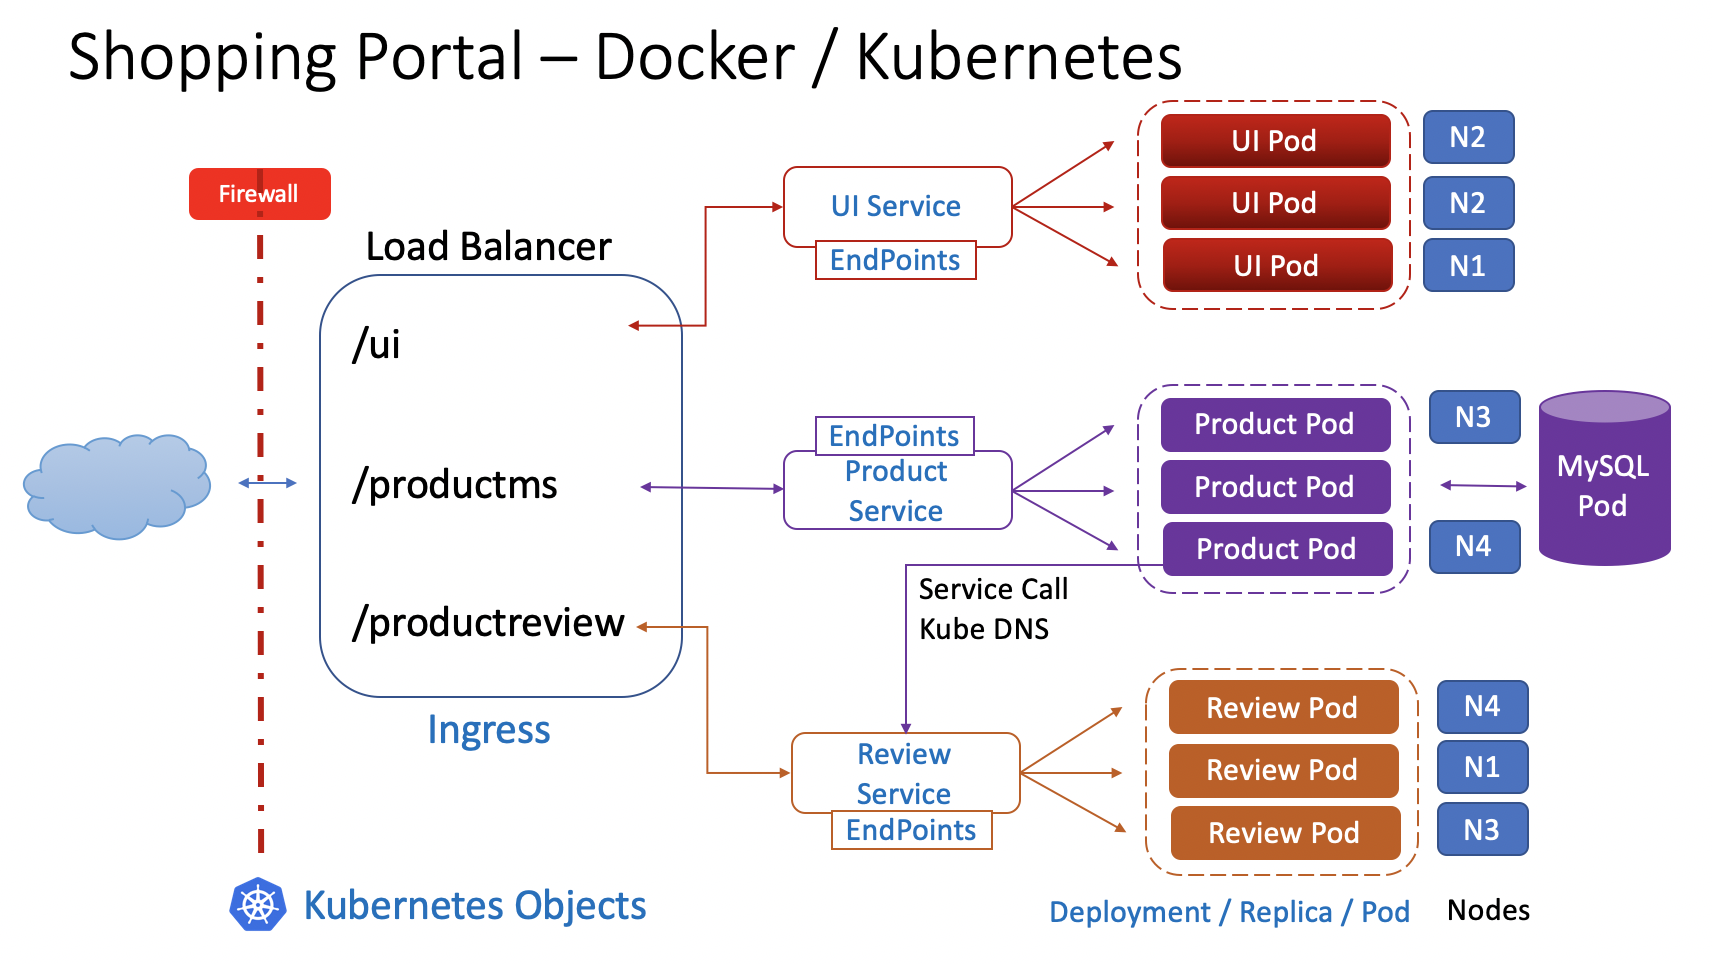 Shopping Portal – Docker / Kubernetes
Firewall
Load Balancer
/ui
/productms
/productreview
Ingress
UI Service
EndPoints
UI Pod
UI Pod
UI Pod
N2
N2
N1
EndPoints
Product
Service
Product Pod
Product Pod
Product Pod
N3
N4
MySQL
Pod
Service Call
Kube DNS
Review
Service
EndPoints
Review Pod
Review Pod
Review Pod
N4
N1
N3
Kubernetes Objects
Deployment / Replica / Pod
Nodes